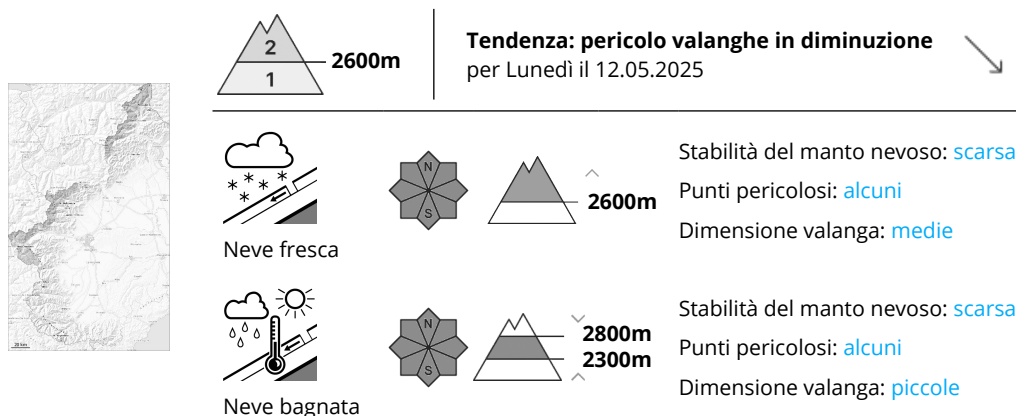 2
1
2600m
Tendenza: pericolo valanghe in diminuzione
per Lunedì il 12.05.2025
Neve fresca
N
S
2600m
Stabilità del manto nevoso: scarsa
Punti pericolosi: alcuni
Dimensione valanga: medie
Neve bagnata
N
S
2800m
2300m
Stabilità del manto nevoso: scarsa
Punti pericolosi: alcuni
Dimensione valanga: piccole
20 km